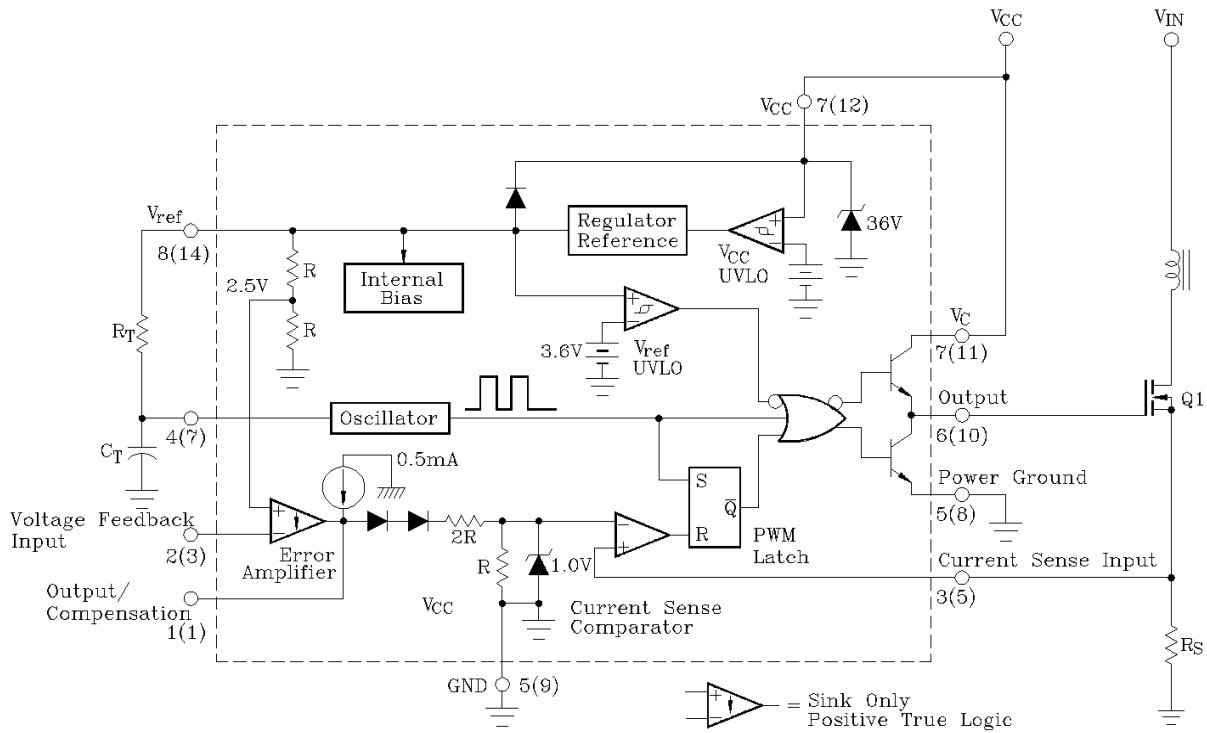 VCC
VIN
VCC 7(12)
Vref
8(14)
R
2.5V
R
Internal
Bias
Regulator
Reference
VCC
UVLO
36V
RT
3.6V
Vref
UVLO
VC
7(11)
Oscillator
Output
6(10)
Q1
4(7)
CT
0.5mA
S
Q
R
PWM
Latch
Power Ground
5(8)
Voltage Feedback
Input
2(3)
Error
Amplifier
2R
R
1.0V
Current Sense Input
3(5)
Output/
Compensation
1(1)
VCC
Current Sense
Comparator
RS
GND 5(9)
= Sink Only
Positive True Logic